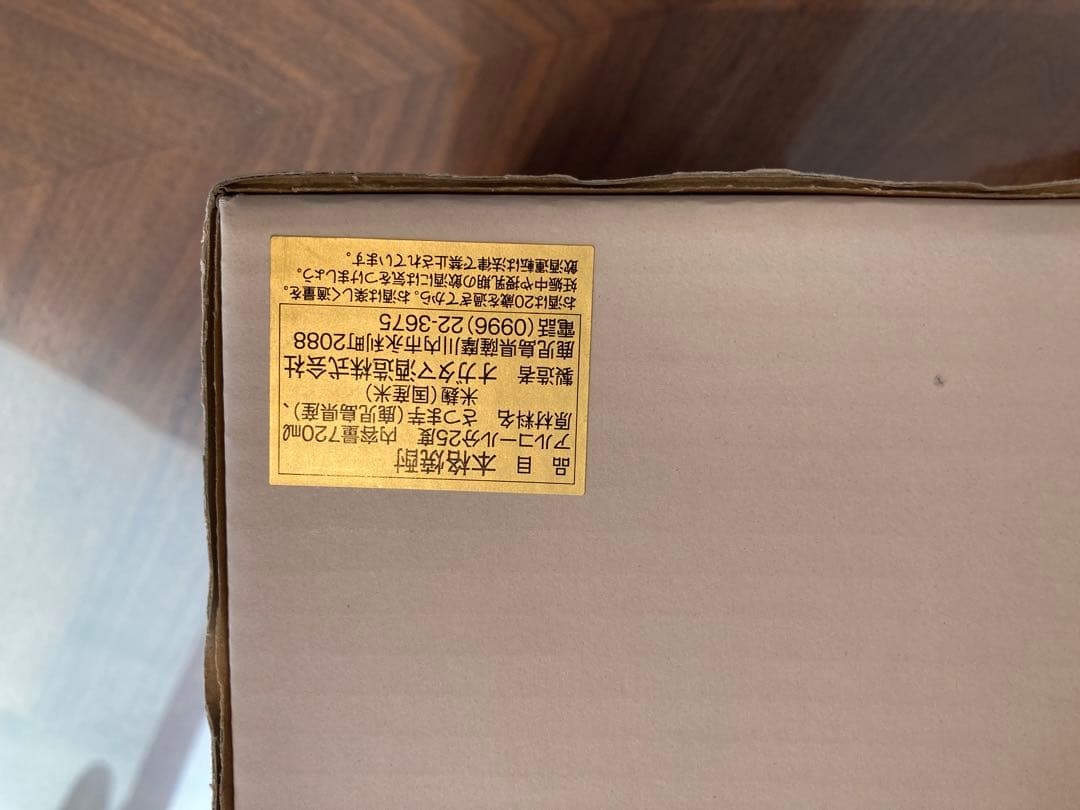 品 目 本格焼酎
アルコール分25度 内容量720㎖
原材料名 さつま芋(鹿児島県産)、
米麹(国産米)
製造者 オガタマ酒造株式会社
鹿児島県薩摩川内市永利町2088
電話(0996)22-3675
お酒は20歳を過ぎてから。お酒は楽しく適量を。
妊娠中や授乳期の飲酒には気をつけましょう。
飲酒運転は法律で禁止されています。